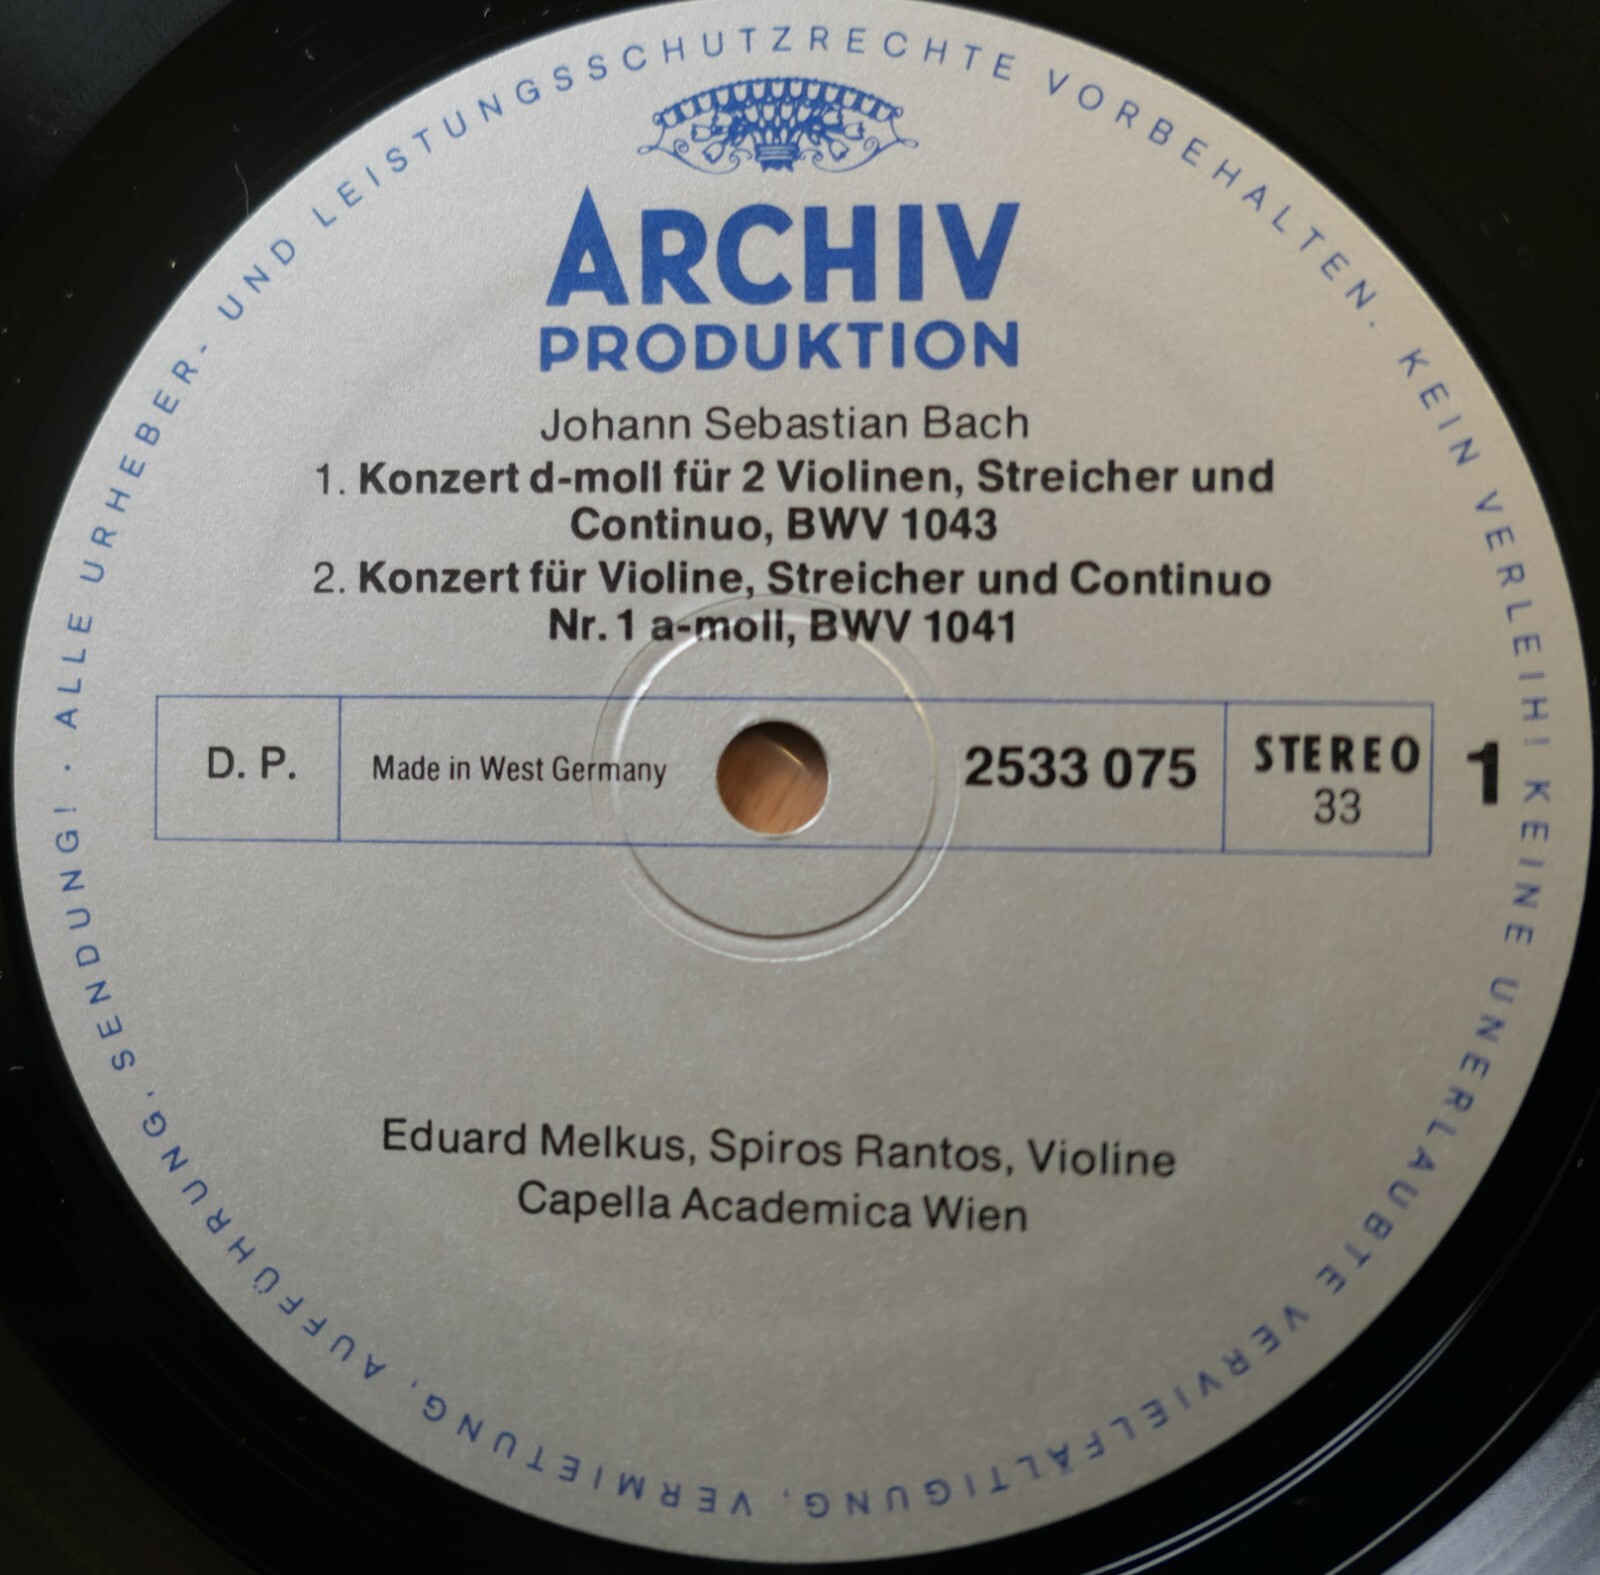 ARCHIV
PRODUKTION
Johann Sebastian Bach
1. Konzert d-moll für 2 Violinen, Streicher und
Continuo, BWV 1043
2. Konzert für Violine, Streicher und Continuo
Nr. 1 a-moll, BWV 1041
D. P.
Made in West Germany
2533 075
STEREO
33
1
Eduard Melkus, Spiros Rantos, Violine
Capella Academica Wien
ALLE URHEBER- UND LEISTUNGSSCHUTZRECHTE VORBEHALTEN. KEIN VERLEIH! KEINE UNERLAUBTE VERVIELFÄLTIGUNG, VERMIETUNG, AUFFÜHRUNG, SENDUNG! ·